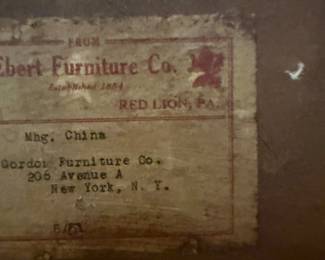 FROM
Ebert Furniture Co.
Established 1884
RED LION, PA.
Mhg. China
Gordon Furniture Co.
206 Avenue A
New York, N. Y.